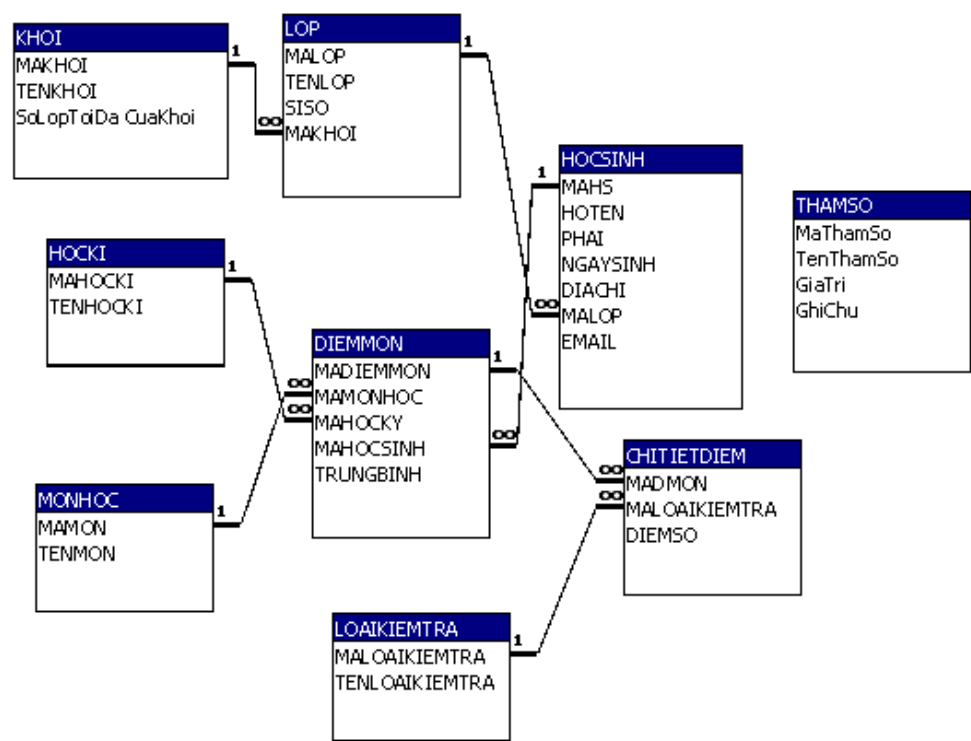 KHOI
MAKHOI
TENKHOI
SoLopToiDa CuaKhoi
1
∞
LOP
MALOP
TENLOP
SISO
MAKHOI
1
HOCSINH
MAHS
HOTEN
PHAI
NGAYSINH
DIACHI
MALOP
EMAIL
1
∞
THAMSO
MaThamSo
TenThamSo
GiaTri
GhiChu
HOCKI
MAHOCKI
TENHOCKI
1
DIEMMON
MADIEMMON
MAMONHOC
MAHOCKY
MAHOCSINH
TRUNGBINH
1
∞
∞
∞
CHITIETDIEM
MADMON
MALOAIKIEMTRA
DIEMSO
∞
∞
MONHOC
MAMON
TENMON
1
LOAIKIEMTRA
MALOAIKIEMTRA
TENLOAIKIEMTRA
1